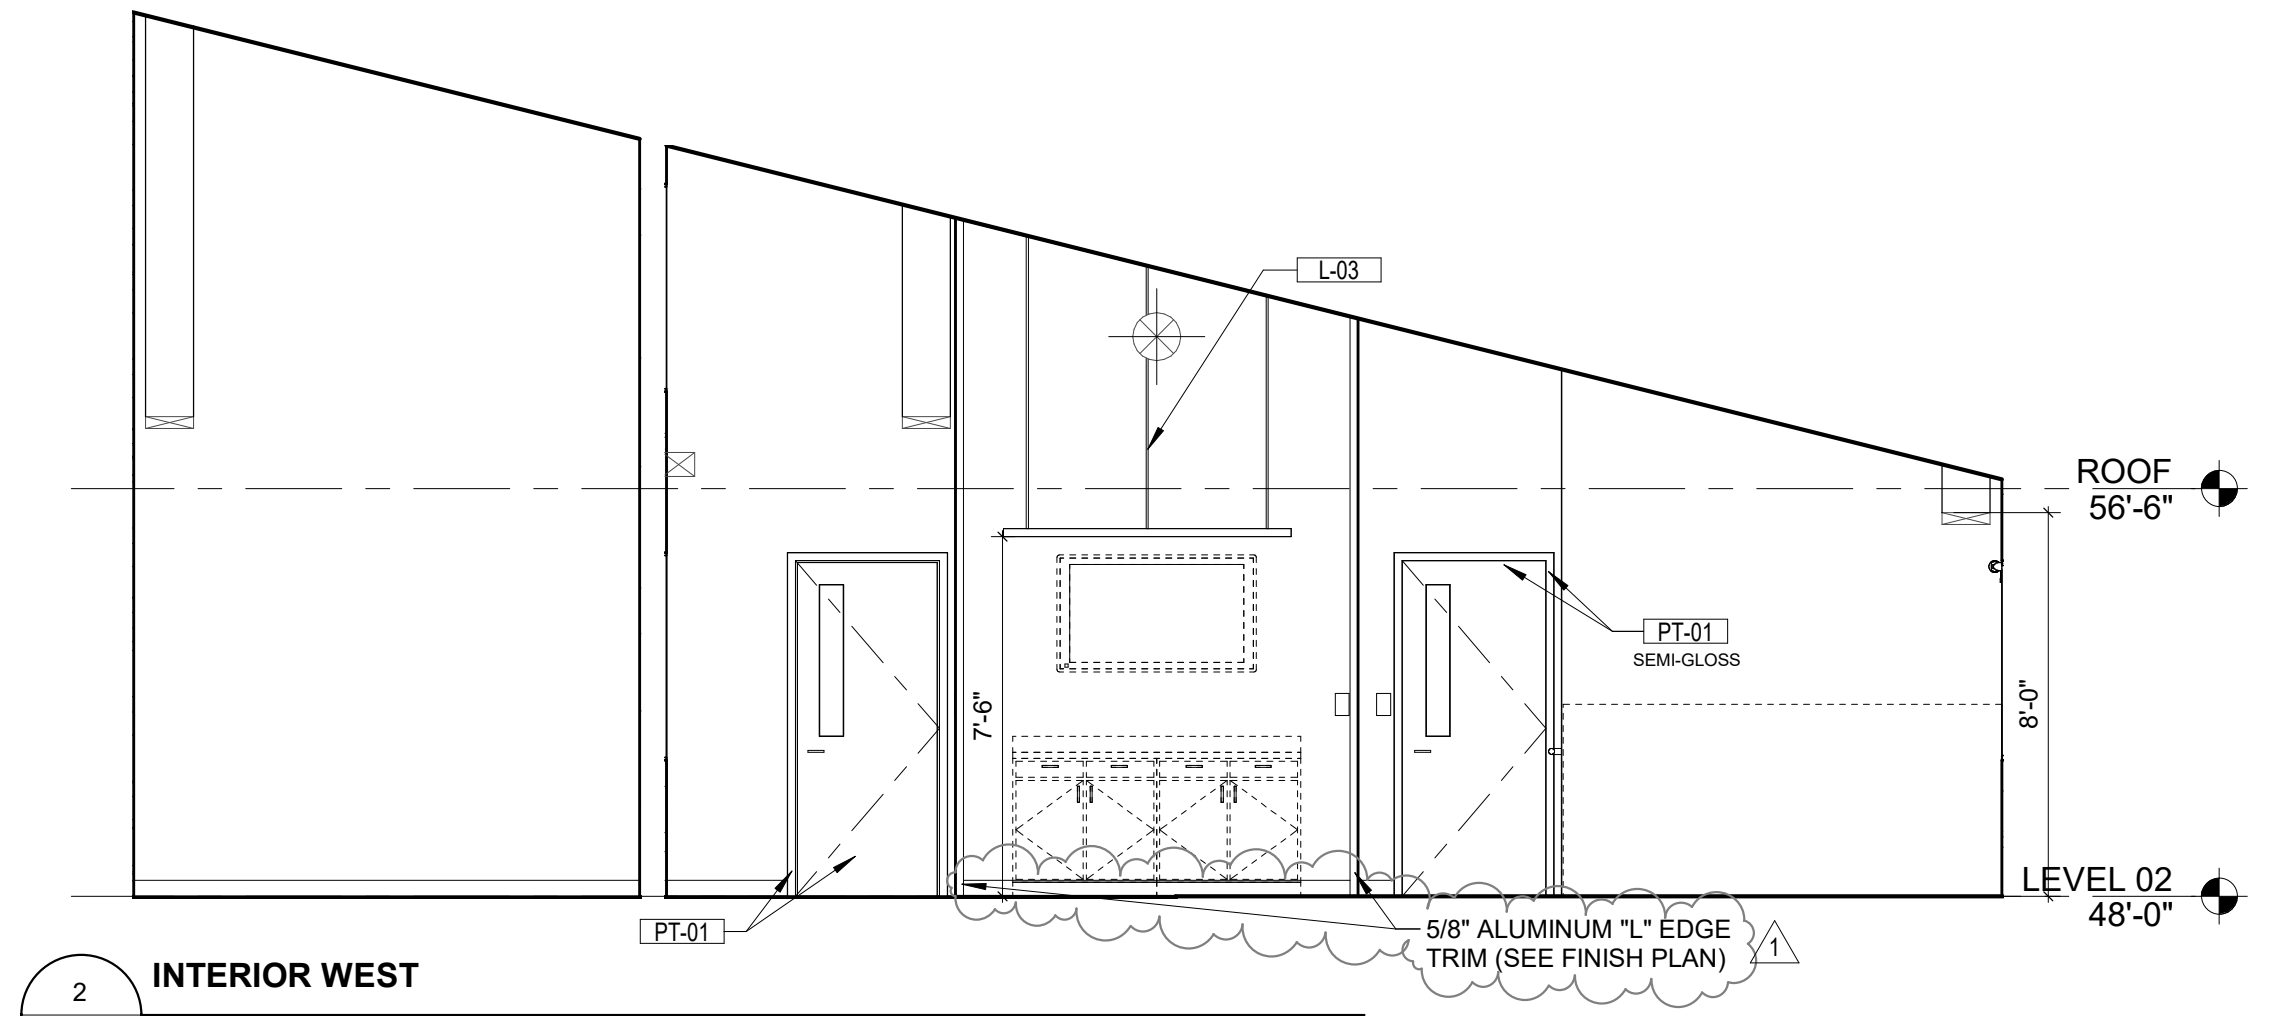 L-03
ROOF
56'-6"
PT-01
SEMI-GLOSS
7'-6"
8'-0"
LEVEL 02
48'-0"
PT-01
5/8" ALUMINUM "L" EDGE
TRIM (SEE FINISH PLAN)
1
2
INTERIOR WEST